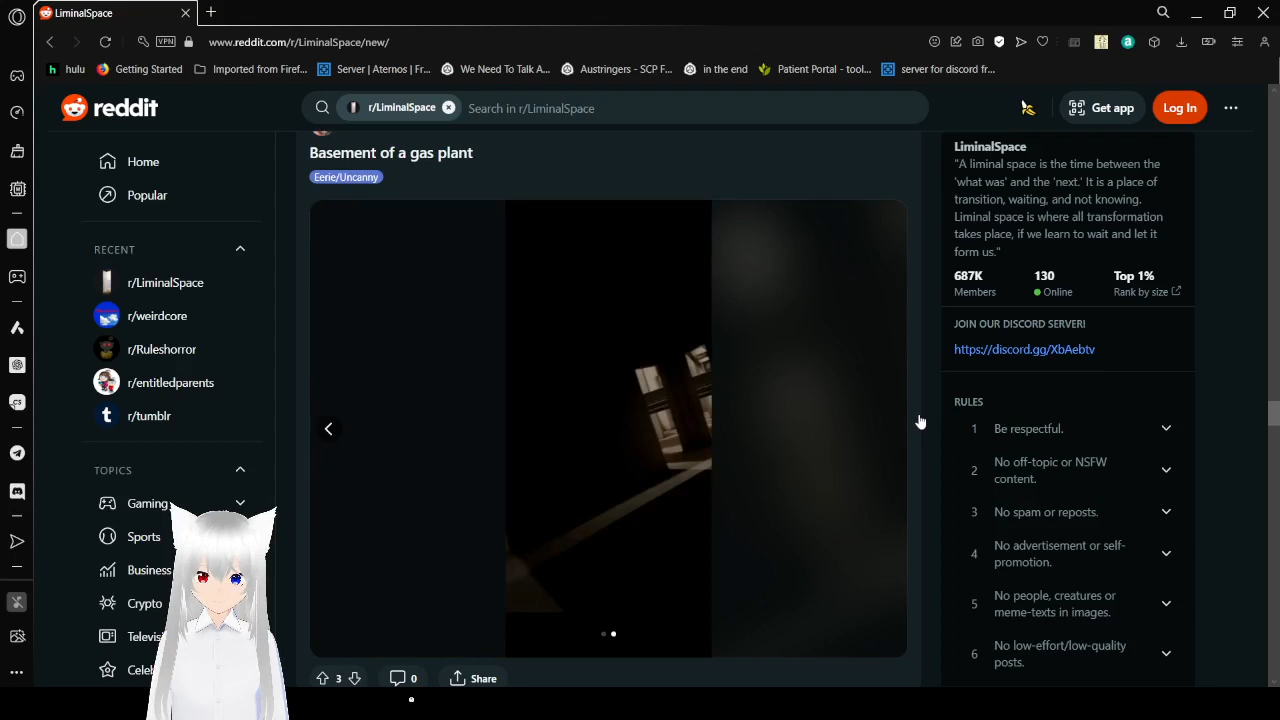 LiminalSpace
www.reddit.com/r/LiminalSpace/new/
VPN
hulu
Getting Started
Imported from Firef...
Server | Aternos | Fr...
We Need To Talk A...
Austringers - SCP F...
in the end
Patient Portal - tool...
server for discord fr...
reddit
r/LiminalSpace
Search in r/LiminalSpace
Get app
Log In
Home
Popular
RECENT
r/LiminalSpace
r/weirdcore
r/Ruleshorror
r/entitledparents
r/tumblr
TOPICS
Gaming
Sports
Business
Crypto
Televisi
Celeb
Basement of a gas plant
Eerie/Uncanny
3
0
Share
LiminalSpace
"A liminal space is the time between the
'what was' and the 'next.' It is a place of
transition, waiting, and not knowing.
Liminal space is where all transformation
takes place, if we learn to wait and let it
form us."
687K
Members
130
Online
Top 1%
Rank by size
JOIN OUR DISCORD SERVER!
https://discord.gg/XbAebtv
RULES
1 Be respectful.
2 No off-topic or NSFW
content.
3 No spam or reposts.
4 No advertisement or self-
promotion.
5 No people, creatures or
meme-texts in images.
6 No low-effort/low-quality
posts.